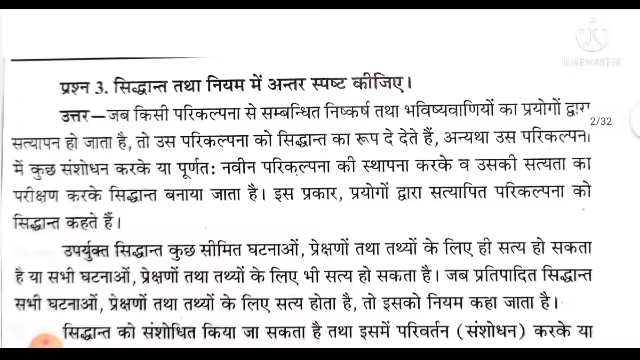 KINEMASTER
2/32
प्रश्न 3. सिद्धान्त तथा नियम में अन्तर स्पष्ट कीजिए।
उत्तर—जब किसी परिकल्पना से सम्बन्धित निष्कर्ष तथा भविष्यवाणियों का प्रयोगों द्वारा
सत्यापन हो जाता है, तो उस परिकल्पना को सिद्धान्त का रूप दे देते हैं, अन्यथा उस परिकल्पना
में कुछ संशोधन करके या पूर्णत: नवीन परिकल्पना की स्थापना करके व उसकी सत्यता का
परीक्षण करके सिद्धान्त बनाया जाता है। इस प्रकार, प्रयोगों द्वारा सत्यापित परिकल्पना को
सिद्धान्त कहते हैं।
उपर्युक्त सिद्धान्त कुछ सीमित घटनाओं, प्रेक्षणों तथा तथ्यों के लिए ही सत्य हो सकता
है या सभी घटनाओं, प्रेक्षणों तथा तथ्यों के लिए भी सत्य हो सकता है। जब प्रतिपादित सिद्धान्त
सभी घटनाओं, प्रेक्षणों तथा तथ्यों के लिए सत्य होता है, तो इसको नियम कहा जाता है।
सिद्धान्त को संशोधित किया जा सकता है तथा इसमें परिवर्तन (संशोधन) करके या